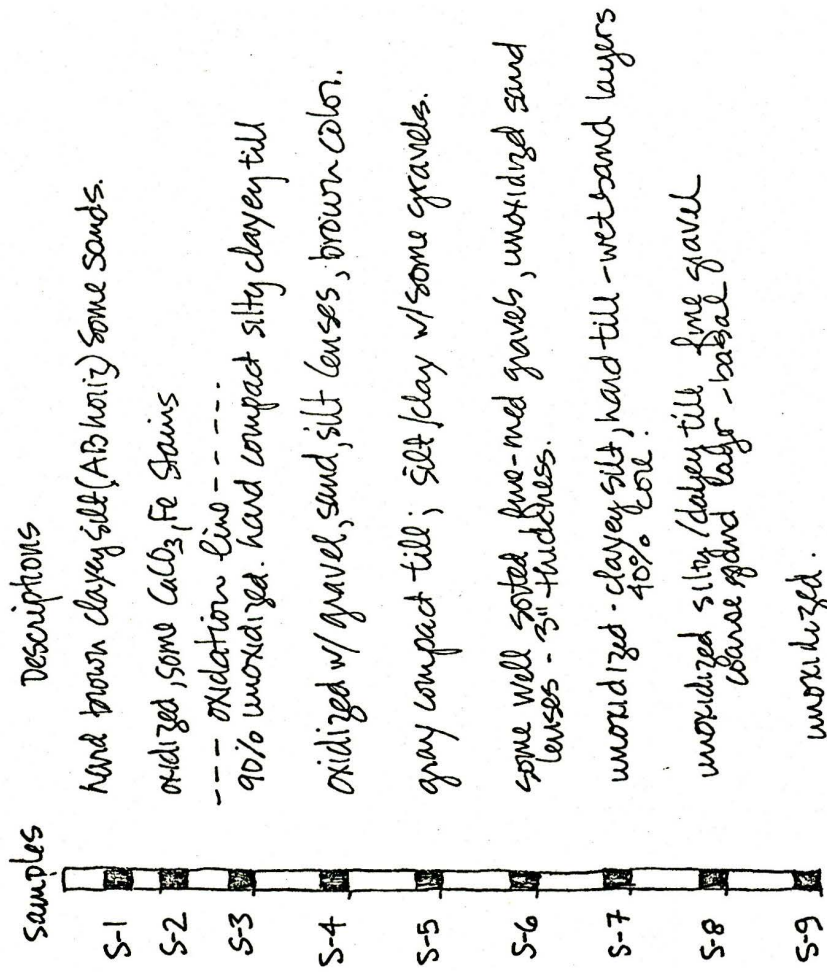 Samples Descriptions
S-1 hard brown clayey silt (AB horiz) some sands.
S-2 oxidized, some CaCO3, Fe stains
---- oxidation line -----
S-3 90% unoxidized. hard compact silty clayey till
S-4 oxidized w/ gravel, sand, silt lenses, brown color.
S-5 gray compact till; silt/clay w/ some gravels.
S-6 some well sorted fine-med gravels, unoxidized sand
lenses - 3" thickness.
S-7 unoxidized - clayey silt, hard till - wet sand layers
40% core.
S-8 unoxidized silty/clayey till fine gravel
coarse sand layer - basal
S-9 unoxidized.